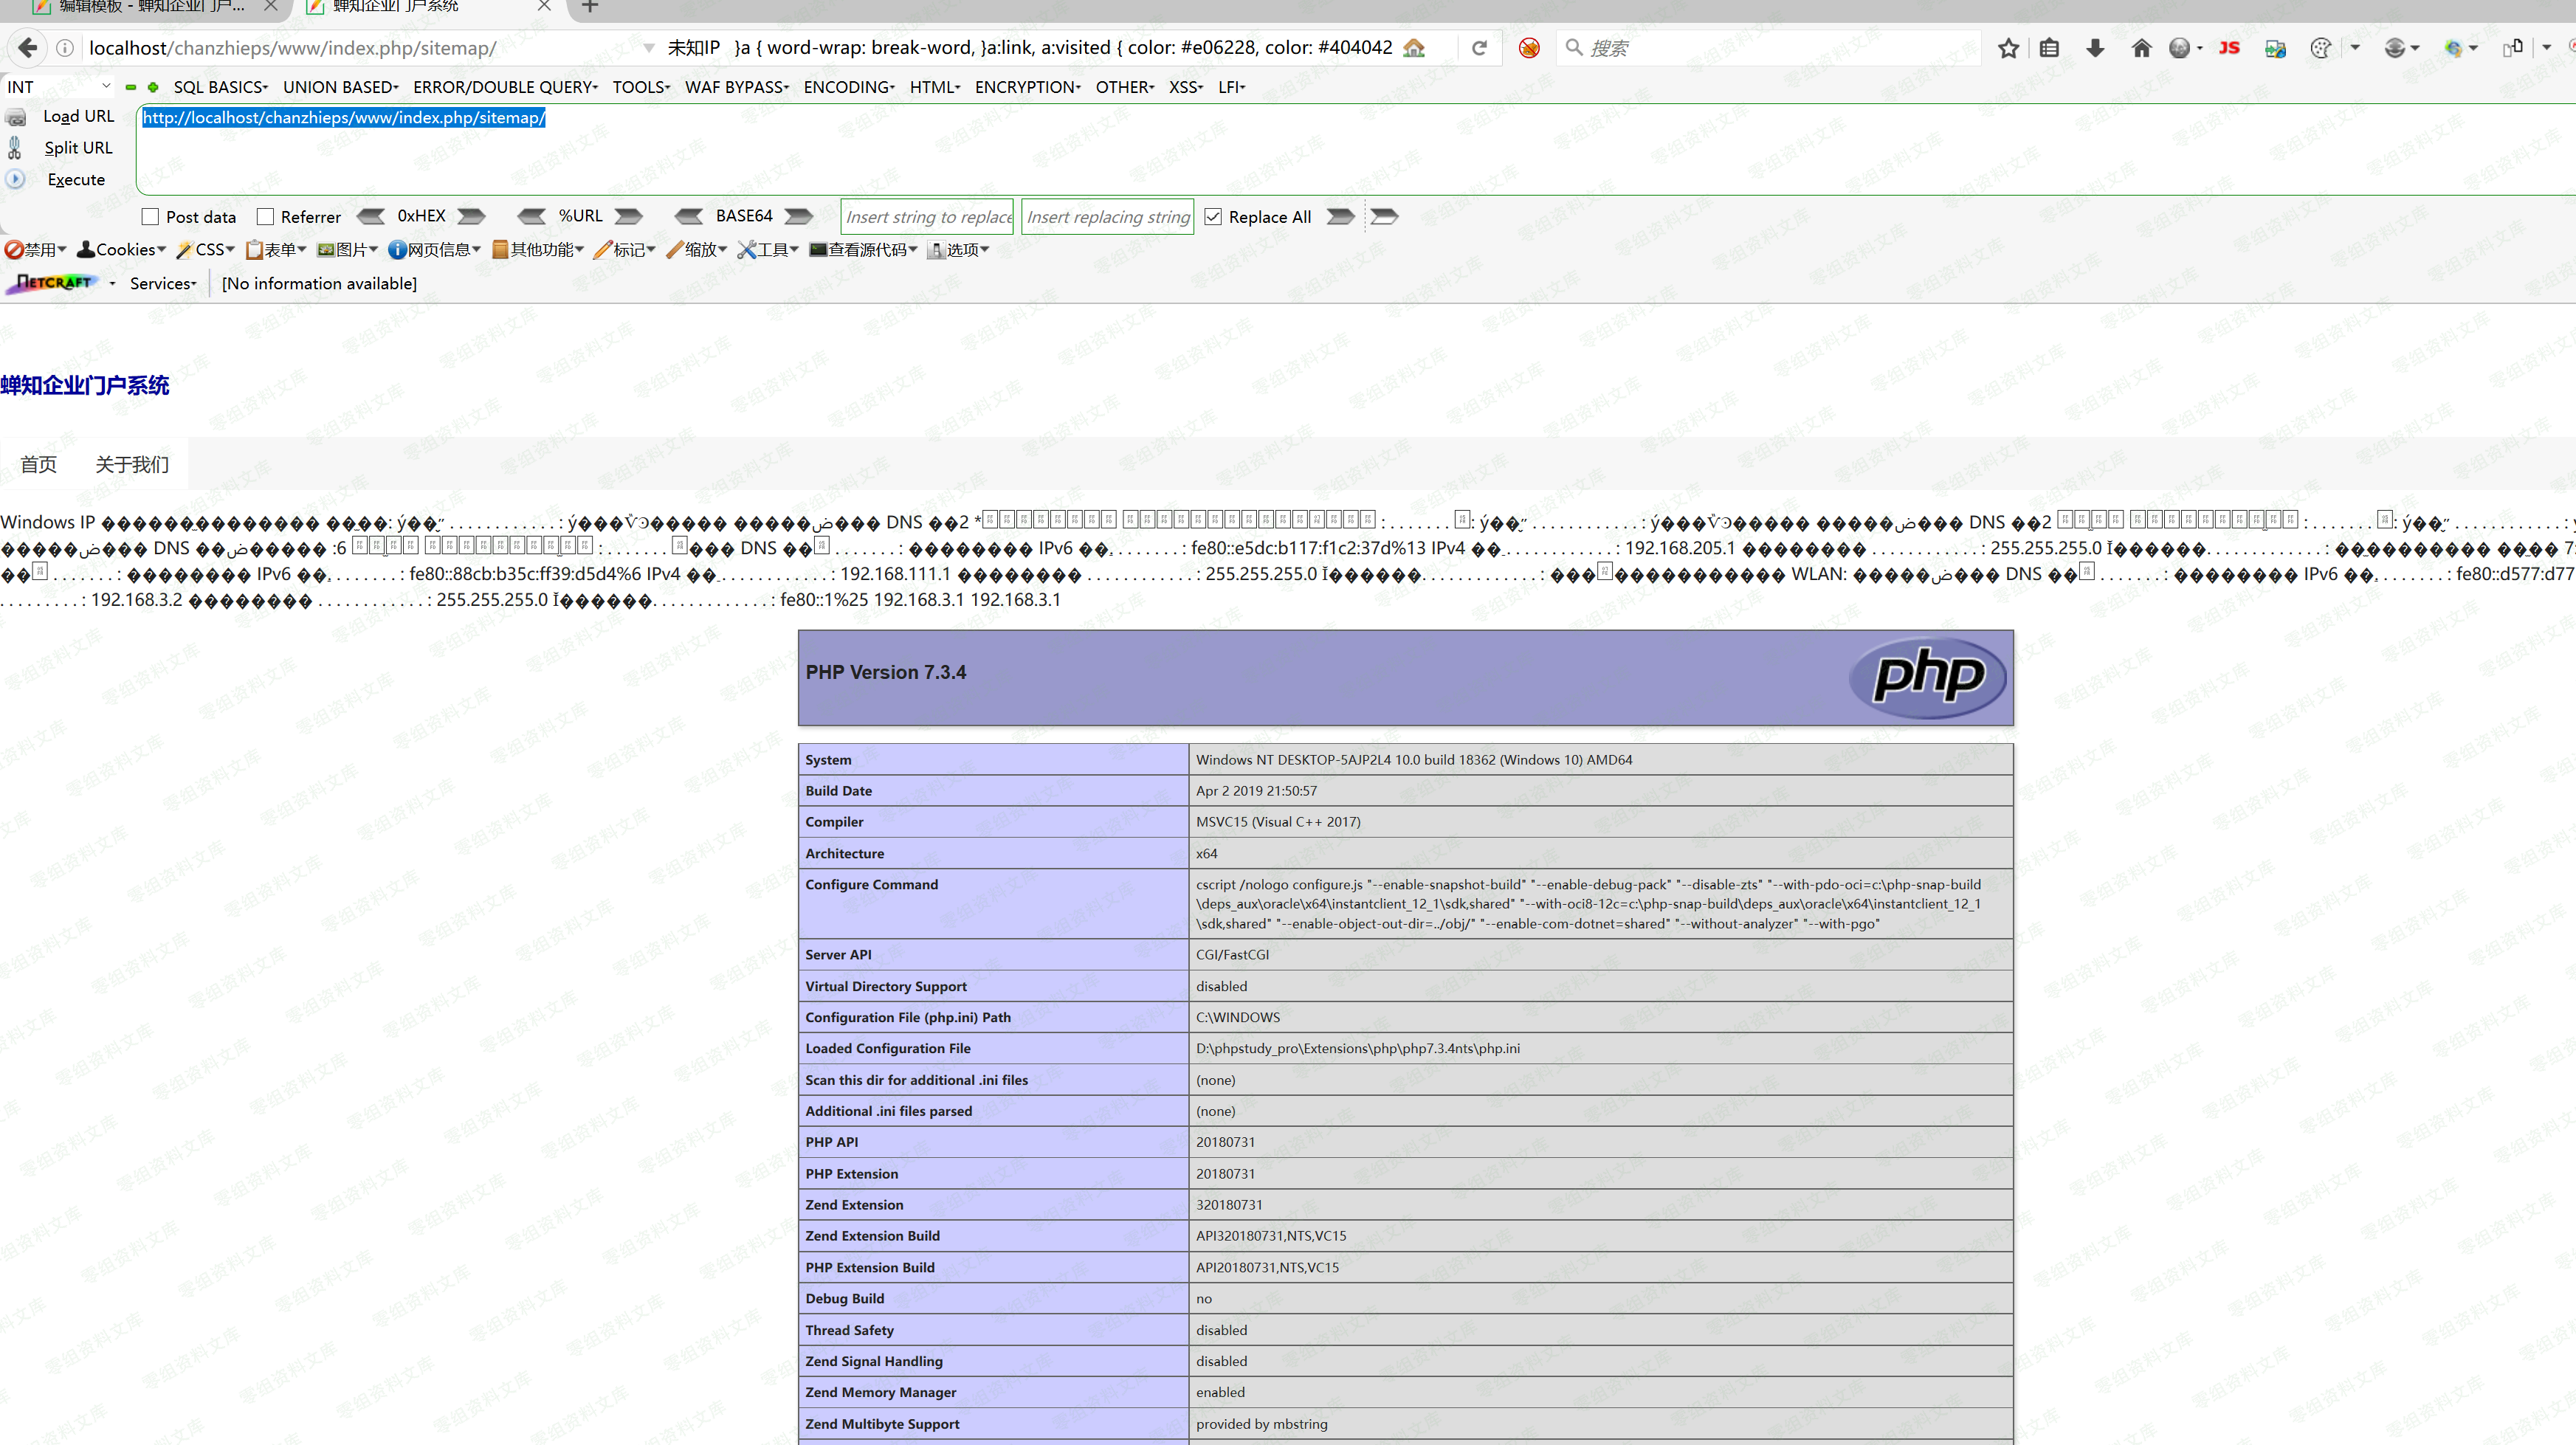 编辑模板 - 蝉知企业门户...
蝉知企业门户系统
localhost/chanzhieps/www/index.php/sitemap/
未知IP }a { word-wrap: break-word, }a:link, a:visited { color: #e06228, color: #404042
搜索
JS
INT
SQL BASICS UNION BASED ERROR/DOUBLE QUERY TOOLS WAF BYPASS ENCODING HTML ENCRYPTION OTHER XSS LFI
Load URL
http://localhost/chanzhieps/www/index.php/sitemap/
Split URL
Execute
Post data Referrer 0xHEX %URL BASE64 Insert string to replace Insert replacing string Replace All
禁用 Cookies CSS 表单 图片 网页信息 其他功能 标记 缩放 工具 查看源代码 选项
NETCRAFT Services [No information available]
蝉知企业门户系统
首页 关于我们
Windows IP
DNS
IPv6 . . . . . . . . : fe80::e5dc:b117:f1c2:37d%13 IPv4 . . . . . . . . . . . . : 192.168.205.1 . . . . . . . . . . . . : 255.255.255.0
IPv6 . . . . . . . . : fe80::88cb:b35c:ff39:d5d4%6 IPv4 . . . . . . . . . . . . : 192.168.111.1 . . . . . . . . . . . . : 255.255.255.0 WLAN: DNS IPv6 . . . . . . . . : fe80::d577:d77
. . . . . . . . . : 192.168.3.2 . . . . . . . . . . . . : 255.255.255.0 . . . . . . . . . . . . . : fe80::1%25 192.168.3.1 192.168.3.1
PHP Version 7.3.4
php
System Windows NT DESKTOP-5AJP2L4 10.0 build 18362 (Windows 10) AMD64
Build Date Apr 2 2019 21:50:57
Compiler MSVC15 (Visual C++ 2017)
Architecture x64
Configure Command cscript /nologo configure.js "--enable-snapshot-build" "--enable-debug-pack" "--disable-zts" "--with-pdo-oci=c:\php-snap-build
\deps_aux\oracle\x64\instantclient_12_1\sdk,shared" "--with-oci8-12c=c:\php-snap-build\deps_aux\oracle\x64\instantclient_12_1
\sdk,shared" "--enable-object-out-dir=../obj/" "--enable-com-dotnet=shared" "--without-analyzer" "--with-pgo"
Server API CGI/FastCGI
Virtual Directory Support disabled
Configuration File (php.ini) Path C:\WINDOWS
Loaded Configuration File D:\phpstudy_pro\Extensions\php\php7.3.4nts\php.ini
Scan this dir for additional .ini files (none)
Additional .ini files parsed (none)
PHP API 20180731
PHP Extension 20180731
Zend Extension 320180731
Zend Extension Build API320180731,NTS,VC15
PHP Extension Build API20180731,NTS,VC15
Debug Build no
Thread Safety disabled
Zend Signal Handling disabled
Zend Memory Manager enabled
Zend Multibyte Support provided by mbstring
零组资料文库